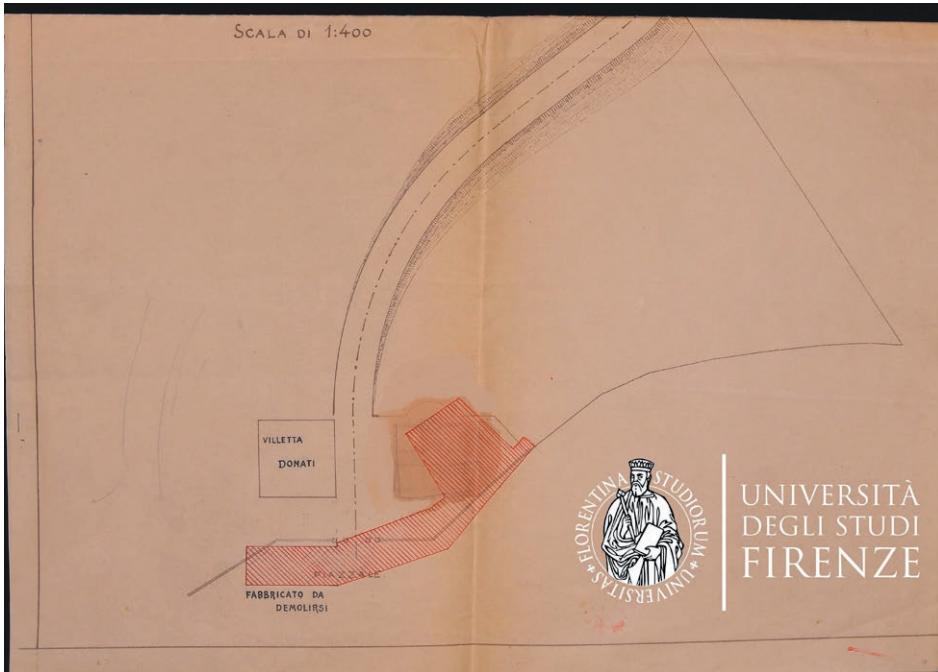 SCALA DI 1:400
VILLETTA
DONATI
PIAZZALE
FABBRICATO DA
DEMOLIRSI
FLORENTINA STUDIORUM UNIVERSITAS
UNIVERSITÀ
DEGLI STUDI
FIRENZE